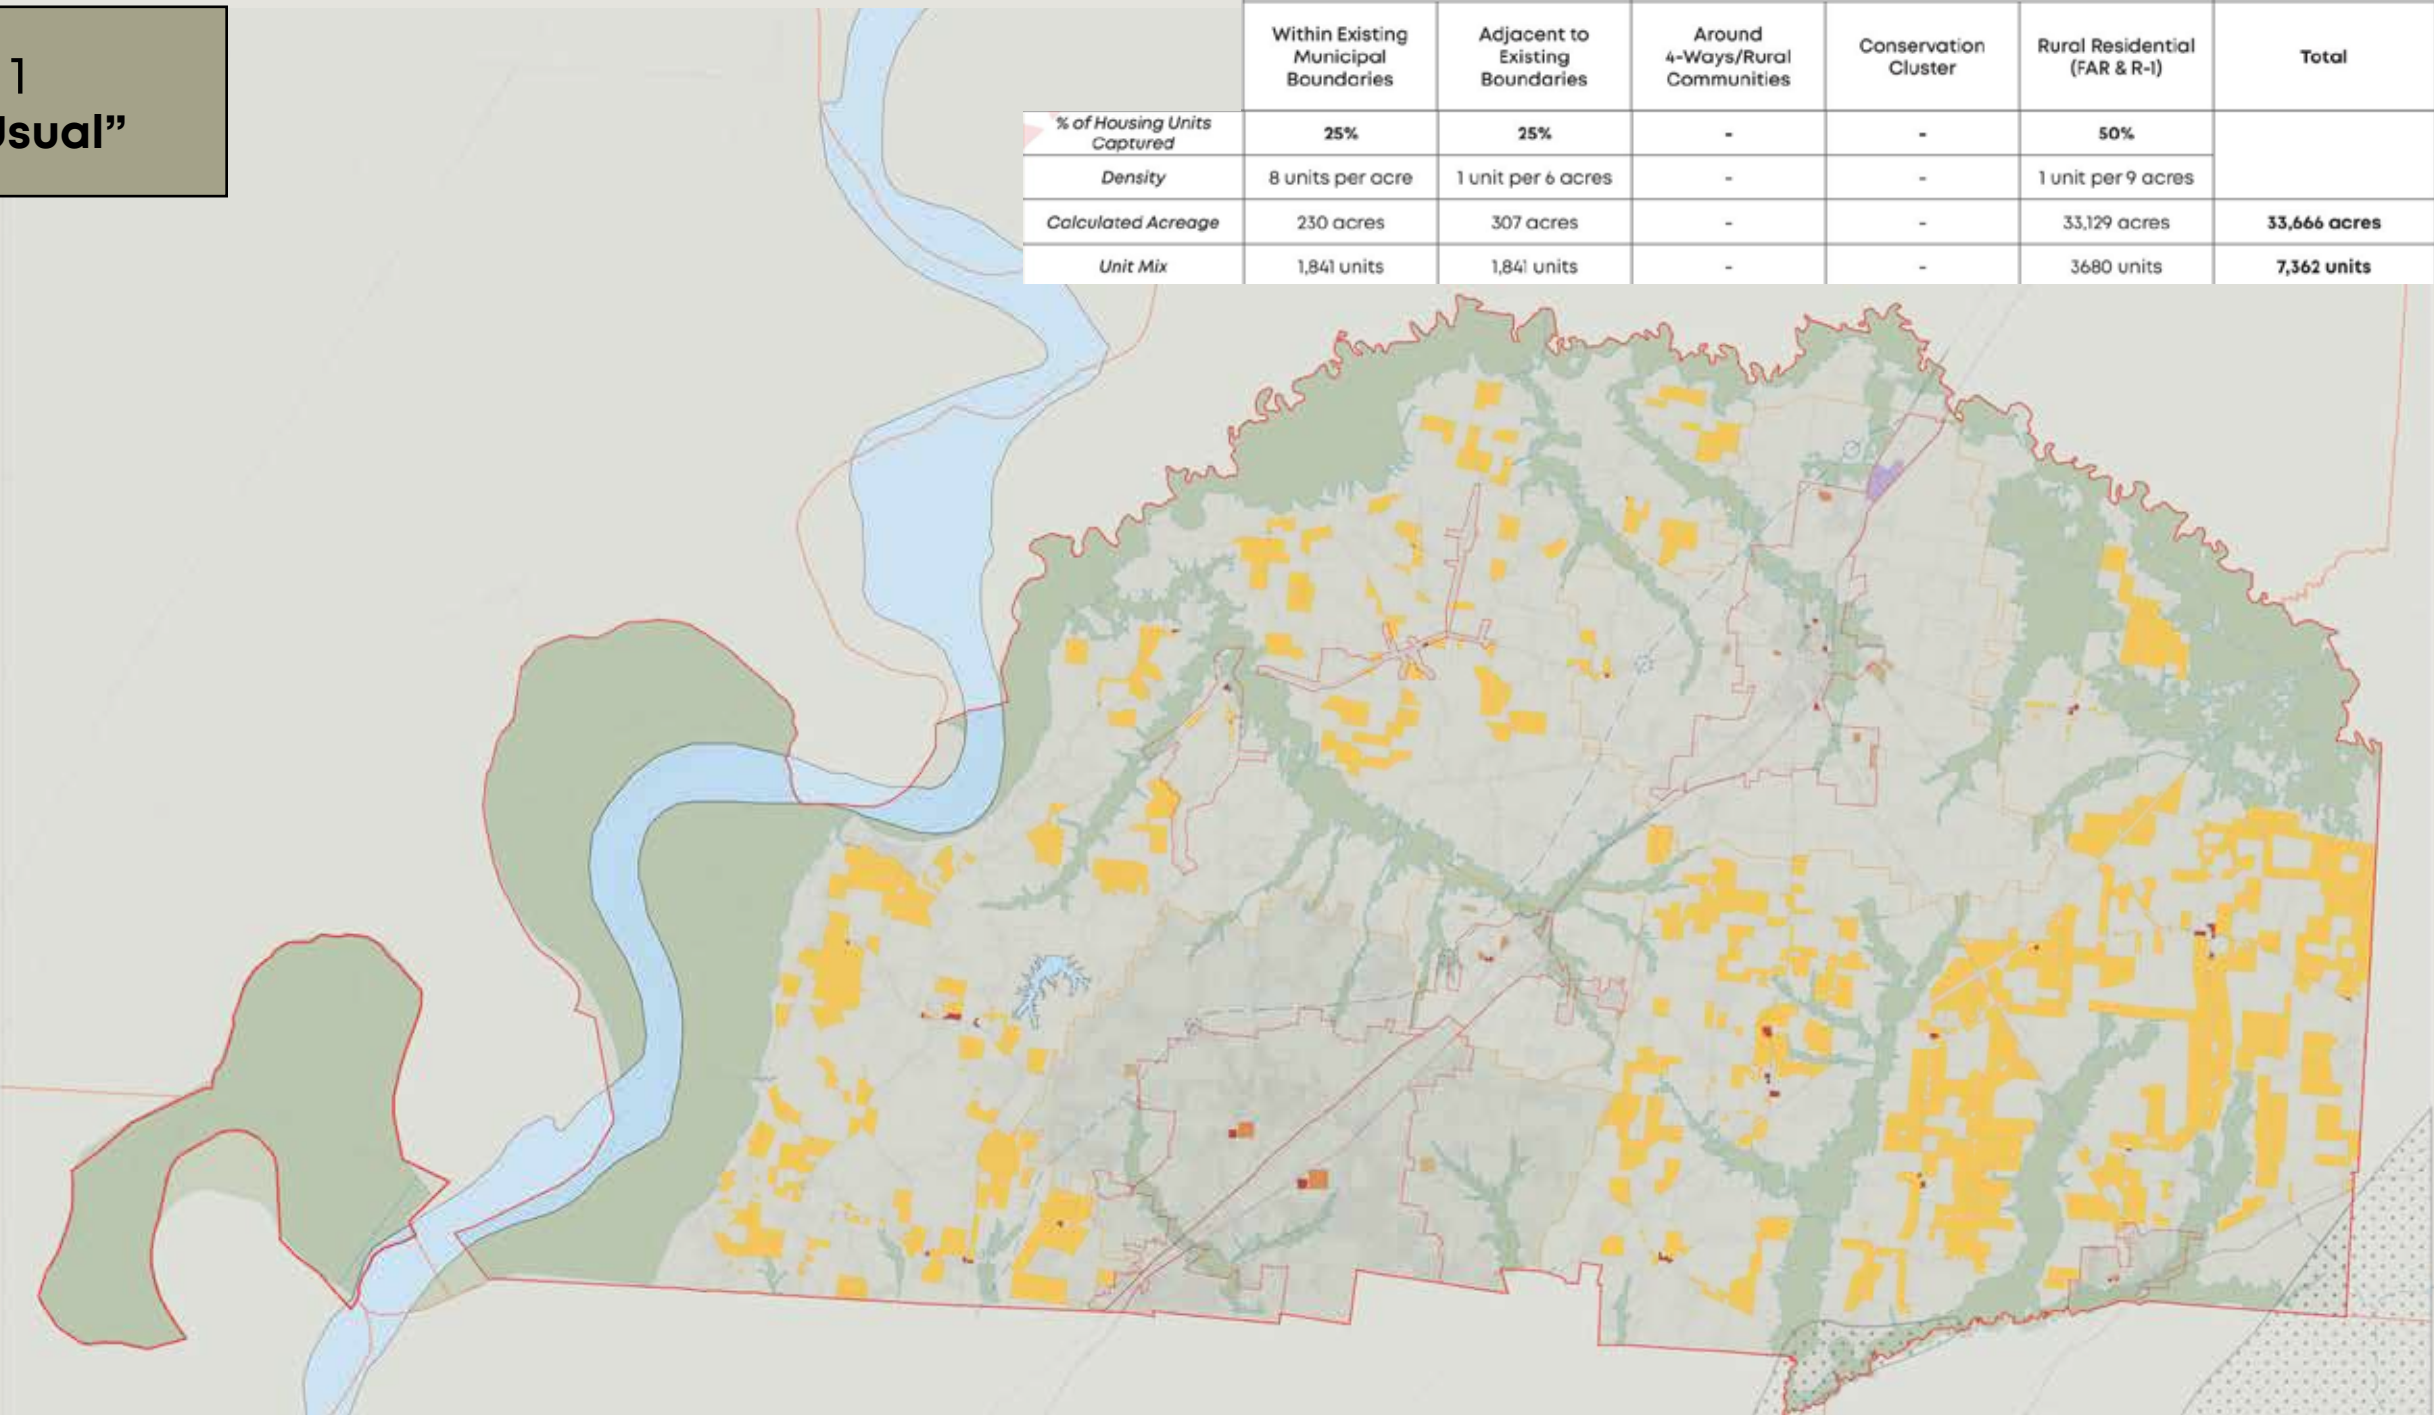 1
Usual”
Within Existing Municipal Boundaries
Adjacent to Existing Boundaries
Around 4-Ways/Rural Communities
Conservation Cluster
Rural Residential (FAR & R-1)
Total
% of Housing Units Captured 25% 25% - - 50%
Density 8 units per acre 1 unit per 6 acres - - 1 unit per 9 acres
Calculated Acreage 230 acres 307 acres - - 33,129 acres 33,666 acres
Unit Mix 1,841 units 1,841 units - - 3680 units 7,362 units